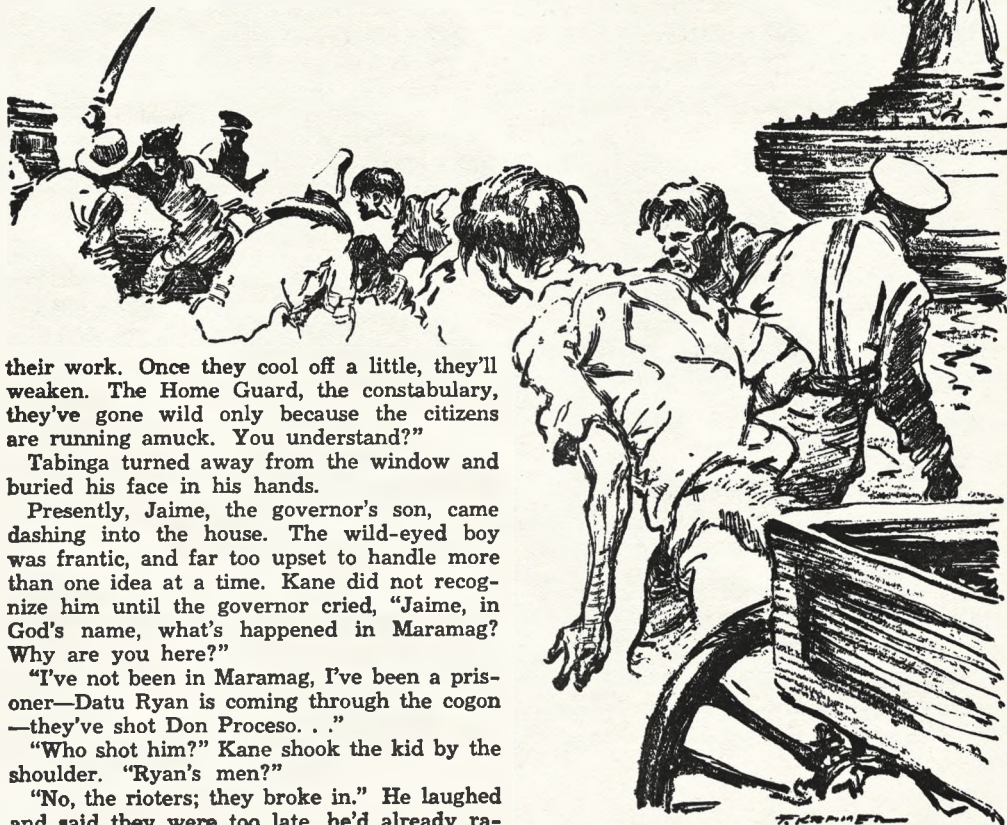 their work. Once they cool off a little, they'll
weaken. The Home Guard, the constabulary,
they've gone wild only because the citizens
are running amuck. You understand?"
Tabinga turned away from the window and
buried his face in his hands.
Presently, Jaime, the governor's son, came
dashing into the house. The wild-eyed boy
was frantic, and far too upset to handle more
than one idea at a time. Kane did not recog-
nize him until the governor cried, "Jaime, in
God's name, what's happened in Maramag?
Why are you here?"
"I've not been in Maramag, I've been a pris-
oner—Datu Ryan is coming through the cogon
—they've shot Don Proceso. . ."
"Who shot him?" Kane shook the kid by the
shoulder. "Ryan's men?"
"No, the rioters; they broke in." He laughed
and said they were too late, he'd already ra-